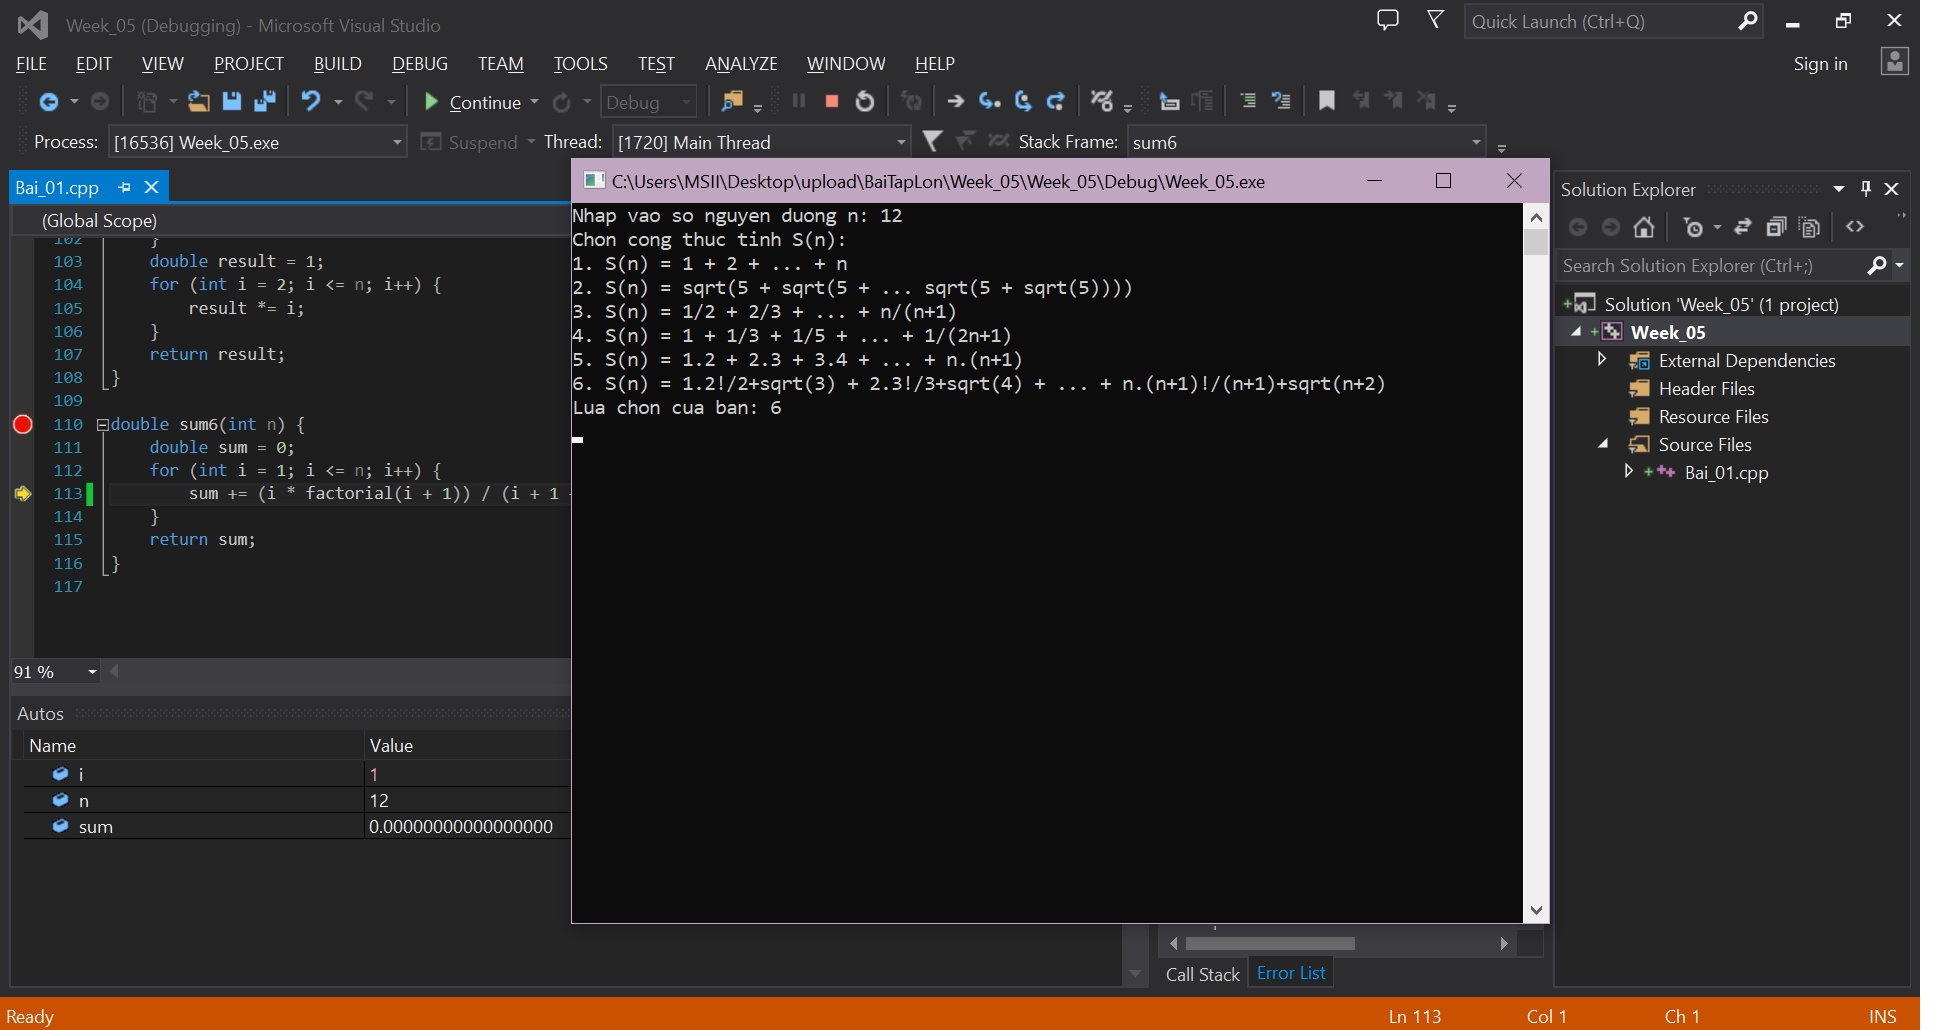 Week_05 (Debugging) - Microsoft Visual Studio
Quick Launch (Ctrl+Q)
FILE EDIT VIEW PROJECT BUILD DEBUG TEAM TOOLS TEST ANALYZE WINDOW HELP
Sign in
Continue Debug
Process: [16536] Week_05.exe Suspend Thread: [1720] Main Thread Stack Frame: sum6
Bai_01.cpp
(Global Scope)
102 }
103 double result = 1;
104 for (int i = 2; i <= n; i++) {
105 result *= i;
106 }
107 return result;
108 }
109
110 double sum6(int n) {
111 double sum = 0;
112 for (int i = 1; i <= n; i++) {
113 sum += (i * factorial(i + 1)) / (i + 1
114 }
115 return sum;
116 }
117
91 %
Autos
Name Value
i 1
n 12
sum 0.00000000000000000
C:\Users\MSII\Desktop\upload\BaiTapLon\Week_05\Week_05\Debug\Week_05.exe
Nhap vao so nguyen duong n: 12
Chon cong thuc tinh S(n):
1. S(n) = 1 + 2 + ... + n
2. S(n) = sqrt(5 + sqrt(5 + ... sqrt(5 + sqrt(5))))
3. S(n) = 1/2 + 2/3 + ... + n/(n+1)
4. S(n) = 1 + 1/3 + 1/5 + ... + 1/(2n+1)
5. S(n) = 1.2 + 2.3 + 3.4 + ... + n.(n+1)
6. S(n) = 1.2!/2+sqrt(3) + 2.3!/3+sqrt(4) + ... + n.(n+1)!/(n+1)+sqrt(n+2)
Lua chon cua ban: 6
Call Stack Error List
Solution Explorer
Search Solution Explorer (Ctrl+;)
Solution 'Week_05' (1 project)
Week_05
External Dependencies
Header Files
Resource Files
Source Files
Bai_01.cpp
Ready Ln 113 Col 1 Ch 1 INS